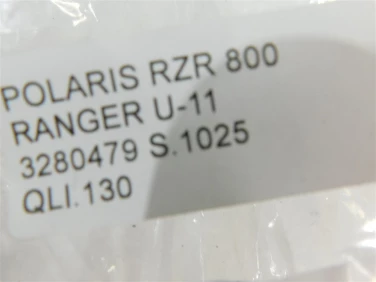 POLARIS RZR 800
RANGER U-11
3280479 S.1025
QLI.130